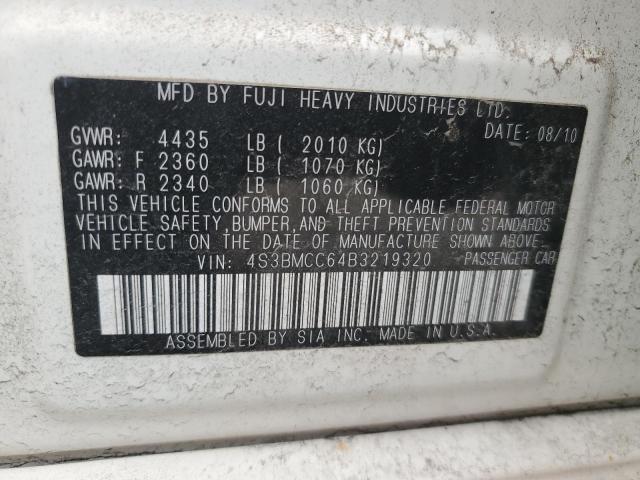 MFD BY FUJI HEAVY INDUSTRIES LTD.
DATE: 08/10
GVWR: 4435 LB ( 2010 KG)
GAWR: F 2360 LB ( 1070 KG)
GAWR: R 2340 LB ( 1060 KG)
THIS VEHICLE CONFORMS TO ALL APPLICABLE FEDERAL MOTOR
VEHICLE SAFETY, BUMPER, AND THEFT PREVENTION STANDARDS
IN EFFECT ON THE DATE OF MANUFACTURE SHOWN ABOVE.
VIN: 4S3BMCC64B3219320 PASSENGER CAR
ASSEMBLED BY SIA INC. MADE IN U.S.A.